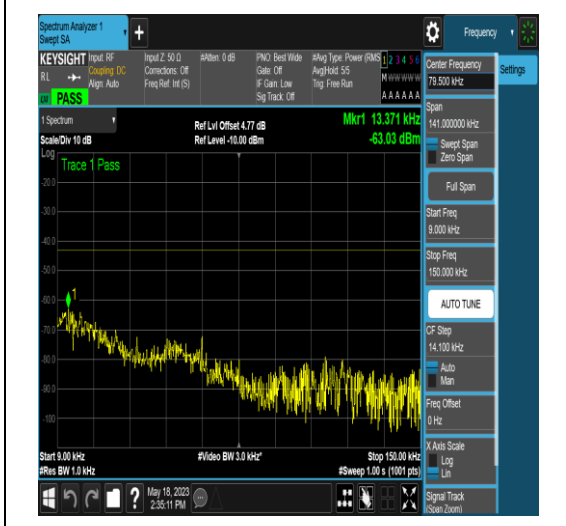 Spectrum Analyzer 1
Swept SA
+
Frequency
KEYSIGHT
Input: RF
Coupling: DC
Align: Auto
Input Z: 50 Ω
Corrections: Off
Freq Ref: Int (S)
#Atten: 0 dB
PNO: Best Wide
Gate: Off
IF Gain: Low
Sig Track: Off
#Avg Type: Power (RMS
Avg|Hold: 5/5
Trig: Free Run
1 2 3 4 5 6
M W W W W W
A A A A A A
RL
PASS
Center Frequency
79.500 kHz
Settings
Span
141.000000 kHz
Swept Span
Zero Span
Full Span
Start Freq
9.000 kHz
Stop Freq
150.000 kHz
AUTO TUNE
CF Step
14.100 kHz
Auto
Man
Freq Offset
0 Hz
X Axis Scale
Log
Lin
Signal Track
(Span Zoom)
1 Spectrum
Scale/Div 10 dB
Ref Lvl Offset 4.77 dB
Ref Level -10.00 dBm
Mkr1 13.371 kHz
-63.03 dBm
Log
Trace 1 Pass
-20.0
-30.0
-40.0
-50.0
-60.0
-70.0
-80.0
-90.0
-100
1
Start 9.00 kHz
#Res BW 1.0 kHz
#Video BW 3.0 kHz*
Stop 150.00 kHz
#Sweep 1.00 s (1001 pts)
May 18, 2023
2:35:11 PM
?